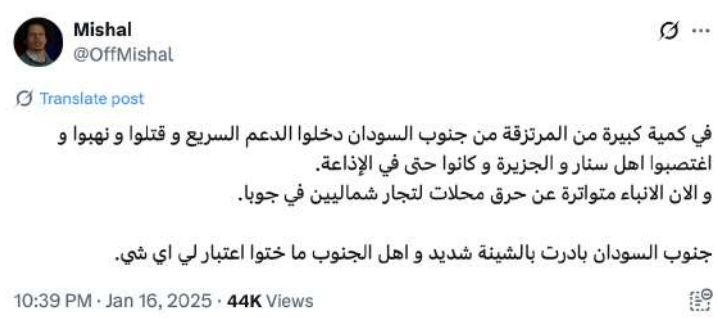 Mishal
@OffMishal
Translate post
في كمية كبيرة من المرتزقة من جنوب السودان دخلوا الدعم السريع و قتلوا و نهبوا و
اغتصبوا اهل سنار و الجزيرة و كانوا حتى في الإذاعة.
و الان الانباء متواترة عن حرق محلات لتجار شماليين في جوبا.
جنوب السودان بادرت بالشينة شديد و اهل الجنوب ما ختوا اعتبار لي اي شي.
10:39 PM · Jan 16, 2025 · 44K Views